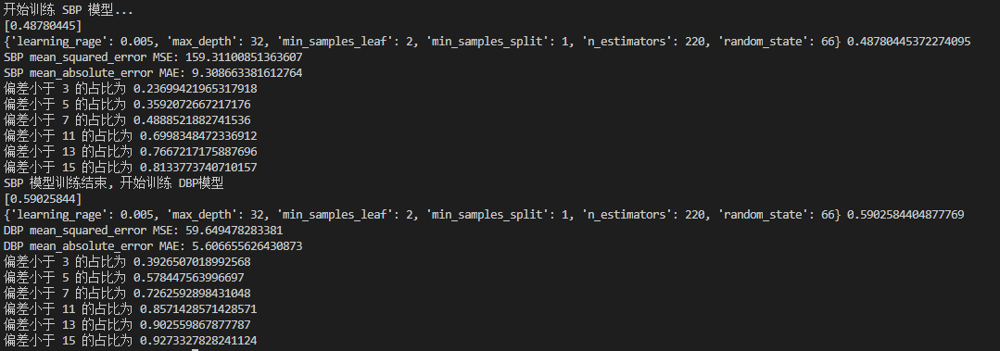 开始训练 SBP 模型...
[0.48780445]
{'learning_rage': 0.005, 'max_depth': 32, 'min_samples_leaf': 2, 'min_samples_split': 1, 'n_estimators': 220, 'random_state': 66} 0.48780445372274095
SBP mean_squared_error MSE: 159.31100851363607
SBP mean_absolute_error MAE: 9.308663381612764
偏差小于 3 的占比为 0.23699421965317918
偏差小于 5 的占比为 0.3592072667217176
偏差小于 7 的占比为 0.4888521882741536
偏差小于 11 的占比为 0.6998348472336912
偏差小于 13 的占比为 0.7667217175887696
偏差小于 15 的占比为 0.8133773740710157
SBP 模型训练结束, 开始训练 DBP模型
[0.59025844]
{'learning_rage': 0.005, 'max_depth': 32, 'min_samples_leaf': 2, 'min_samples_split': 1, 'n_estimators': 220, 'random_state': 66} 0.5902584404877769
DBP mean_squared_error MSE: 59.649478283381
DBP mean_absolute_error MAE: 5.606655626430873
偏差小于 3 的占比为 0.3926507018992568
偏差小于 5 的占比为 0.578447563996697
偏差小于 7 的占比为 0.7262592898431048
偏差小于 11 的占比为 0.8571428571428571
偏差小于 13 的占比为 0.902559867877787
偏差小于 15 的占比为 0.9273327828241124